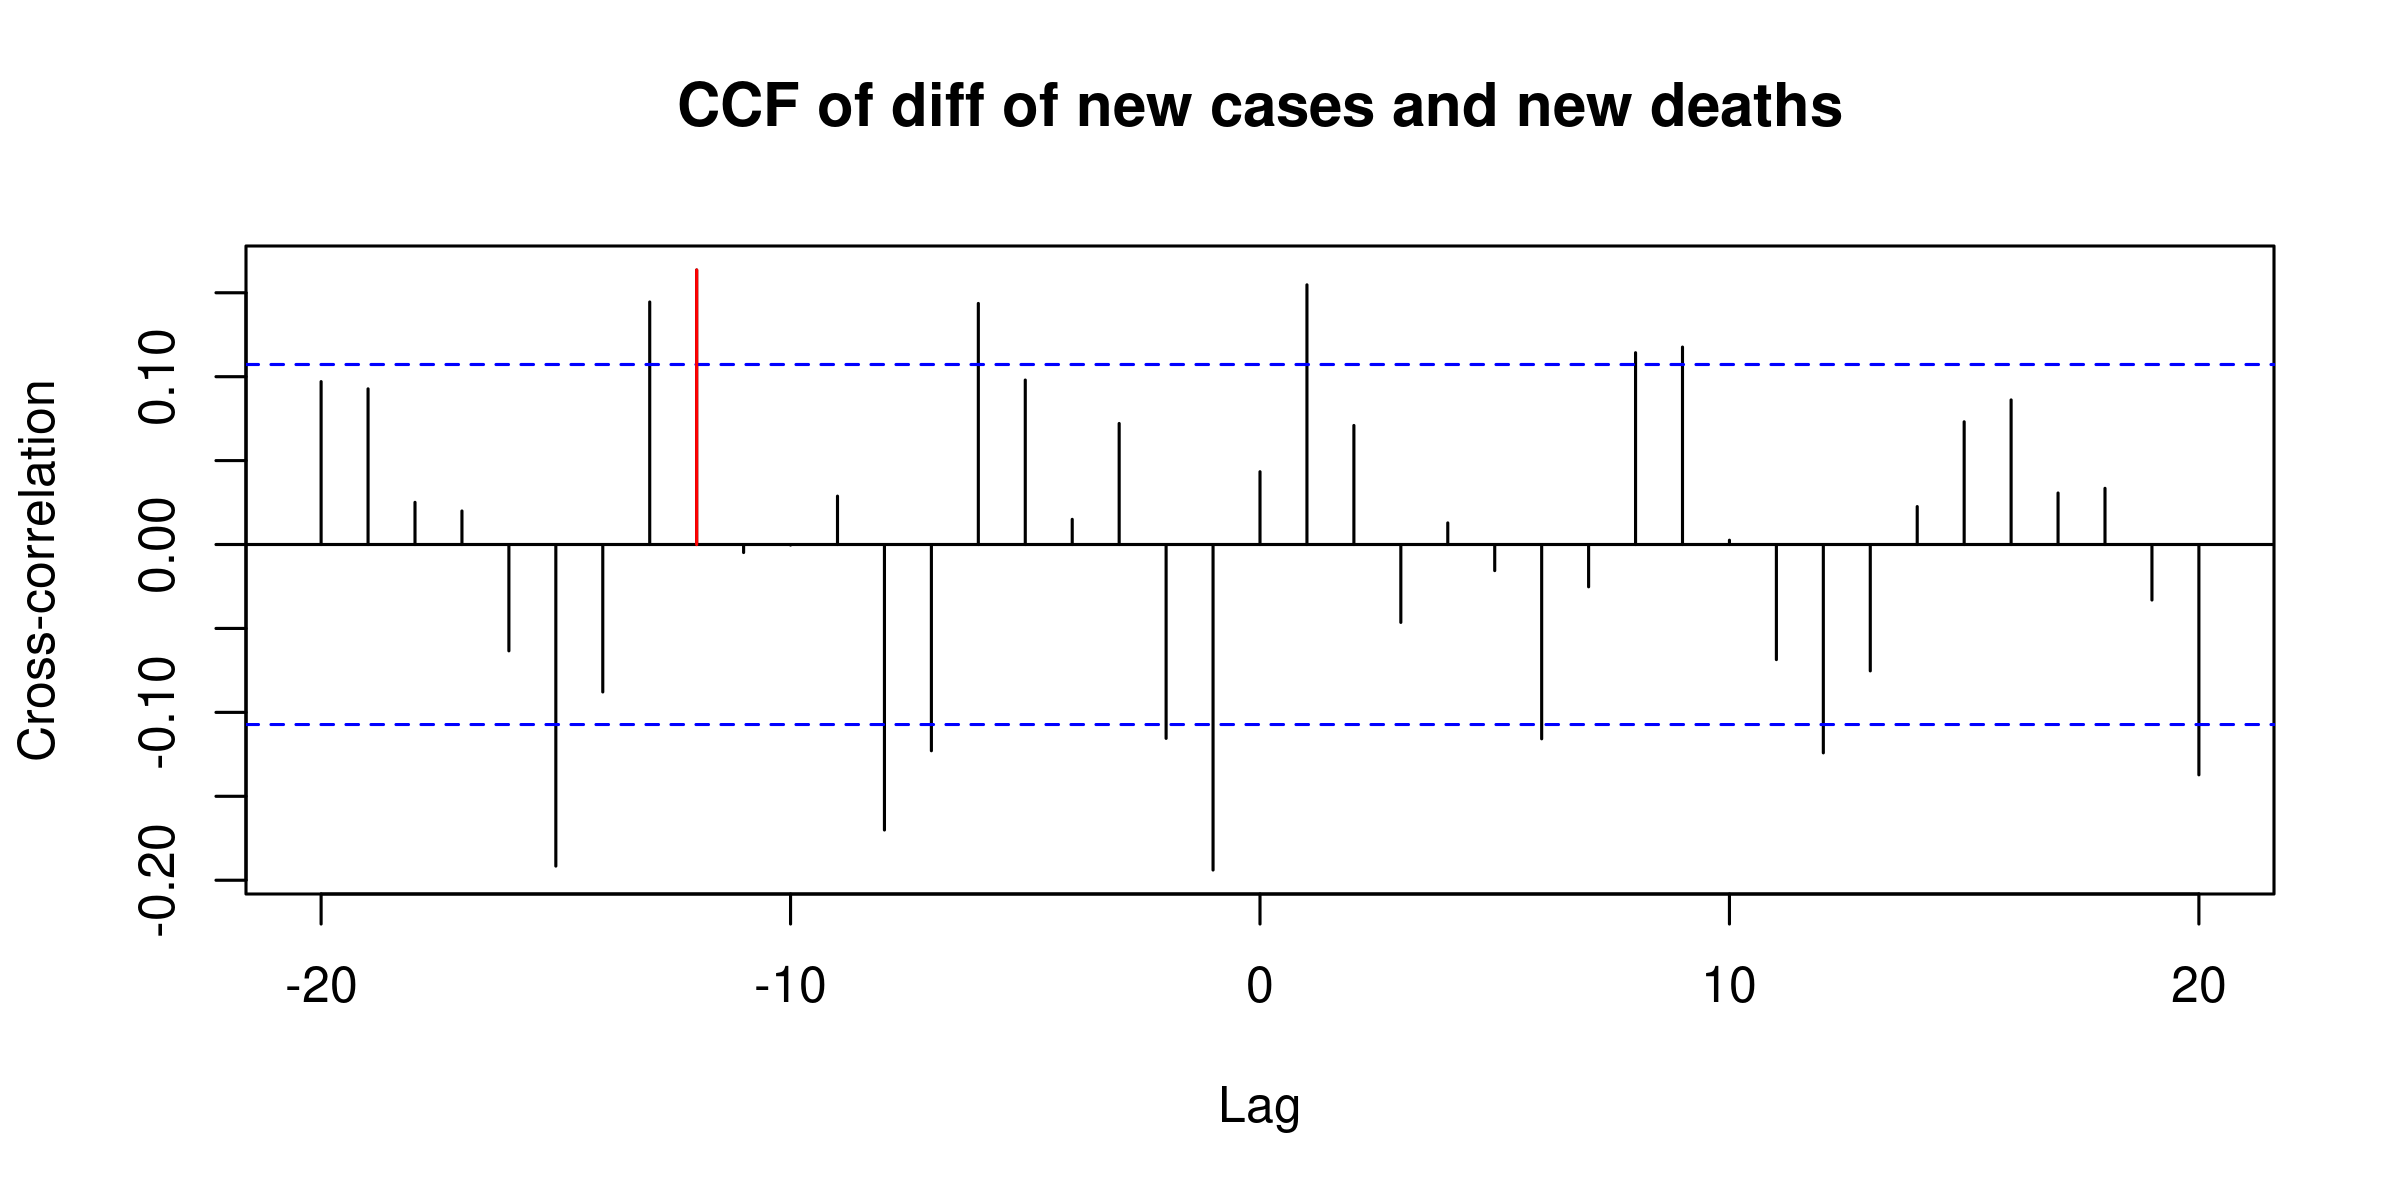 CCF of diff of new cases and new deaths
Cross-correlation
0.10
0.00
-0.10
-0.20
-20 -10 0 10 20
Lag